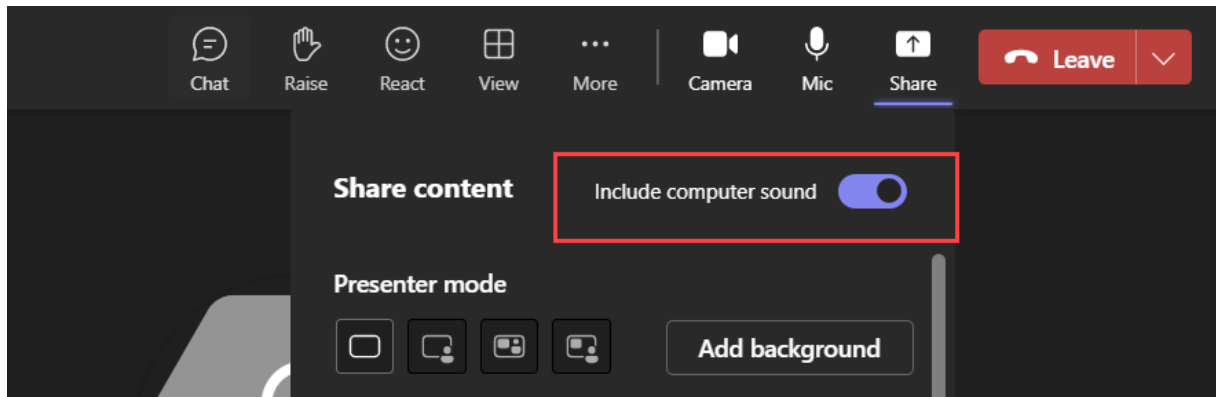 Chat Raise React View More Camera Mic Share Leave
Share content Include computer sound
Presenter mode
Add background